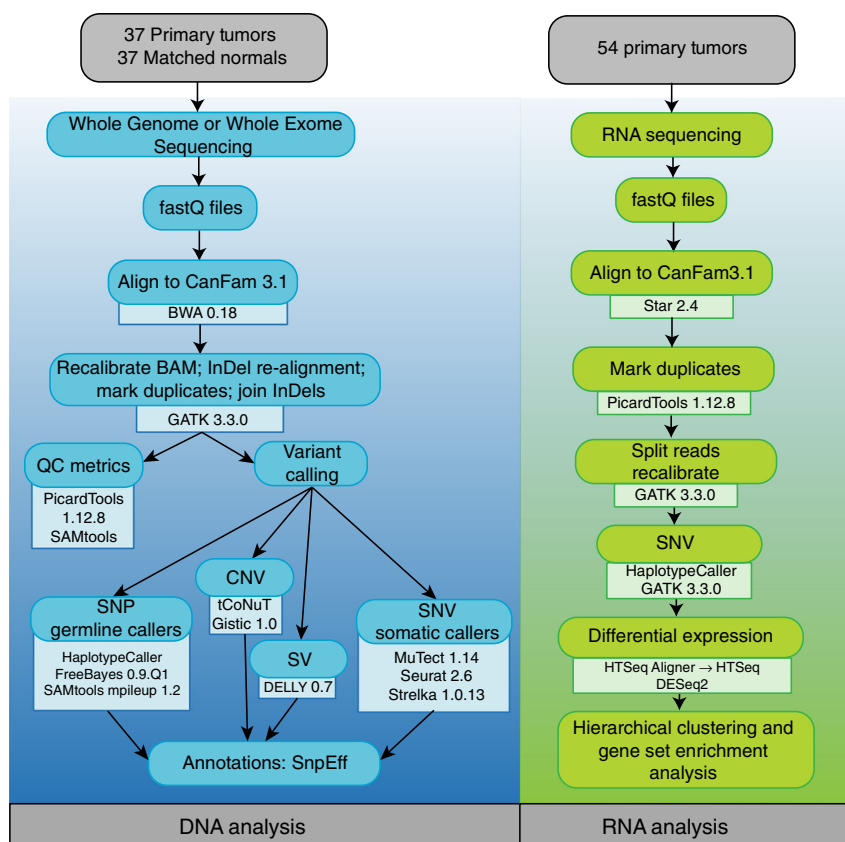 37 Primary tumors
37 Matched normals
Whole Genome or Whole Exome
Sequencing
fastQ files
Align to CanFam 3.1
BWA 0.18
Recalibrate BAM; InDel re-alignment;
mark duplicates; join InDels
GATK 3.3.0
QC metrics
PicardTools
1.12.8
SAMtools
Variant
calling
SNP
germline callers
HaplotypeCaller
FreeBayes 0.9.Q1
SAMtools mpileup 1.2
CNV
tCoNuT
Gistic 1.0
SV
DELLY 0.7
SNV
somatic callers
MuTect 1.14
Seurat 2.6
Strelka 1.0.13
Annotations: SnpEff
DNA analysis
54 primary tumors
RNA sequencing
fastQ files
Align to CanFam3.1
Star 2.4
Mark duplicates
PicardTools 1.12.8
Split reads
recalibrate
GATK 3.3.0
SNV
HaplotypeCaller
GATK 3.3.0
Differential expression
HTSeq Aligner → HTSeq
DESeq2
Hierarchical clustering and
gene set enrichment
analysis
RNA analysis